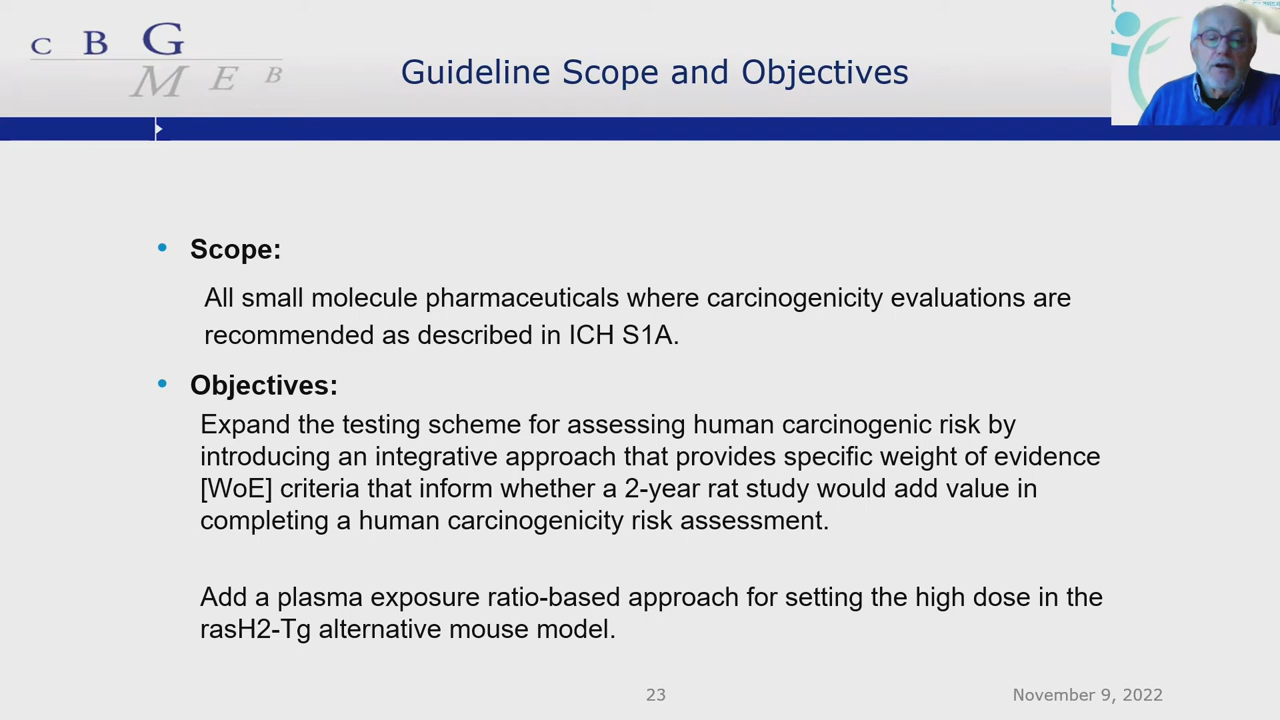 C B G
M E B
Guideline Scope and Objectives
• Scope:
All small molecule pharmaceuticals where carcinogenicity evaluations are
recommended as described in ICH S1A.
• Objectives:
Expand the testing scheme for assessing human carcinogenic risk by
introducing an integrative approach that provides specific weight of evidence
[WoE] criteria that inform whether a 2-year rat study would add value in
completing a human carcinogenicity risk assessment.
Add a plasma exposure ratio-based approach for setting the high dose in the
rasH2-Tg alternative mouse model.
23
November 9, 2022